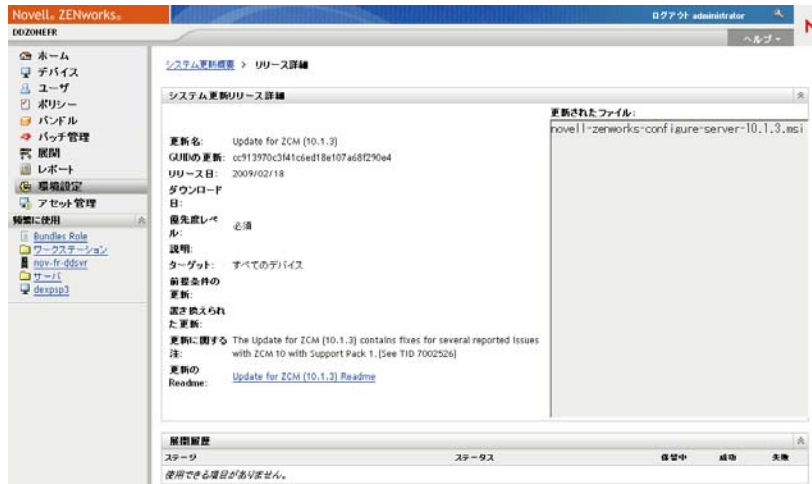 Novell® ZENworks®
ログアウト administrator
DDZONEFR
ヘルプ
ホーム
デバイス
ユーザ
ポリシー
バンドル
パッチ管理
展開
レポート
環境設定
アセット管理
頻繁に使用
Bundles Role
ワークステーション
nov-fr-ddsvr
サーバ
dexpsp3
システム更新概要 > リリース詳細
システム更新リリース詳細
更新名: Update for ZCM (10.1.3)
GUIDの更新: cc913970c3f41c6ed18e107a68f290e4
リリース日: 2009/02/18
ダウンロード
日:
優先度レベ
ル: 必須
説明:
ターゲット: すべてのデバイス
前提条件の
更新:
置き換えられ
た更新:
更新に関する
注: The Update for ZCM (10.1.3) contains fixes for several reported issues
with ZCM 10 with Support Pack 1. (See TID 7002526)
更新の
Readme: Update for ZCM (10.1.3) Readme
更新されたファイル:
novell-zenworks-configure-server-10.1.3.msi
展開履歴
ステージ ステータス 保留中 成功 失敗
使用できる項目がありません。